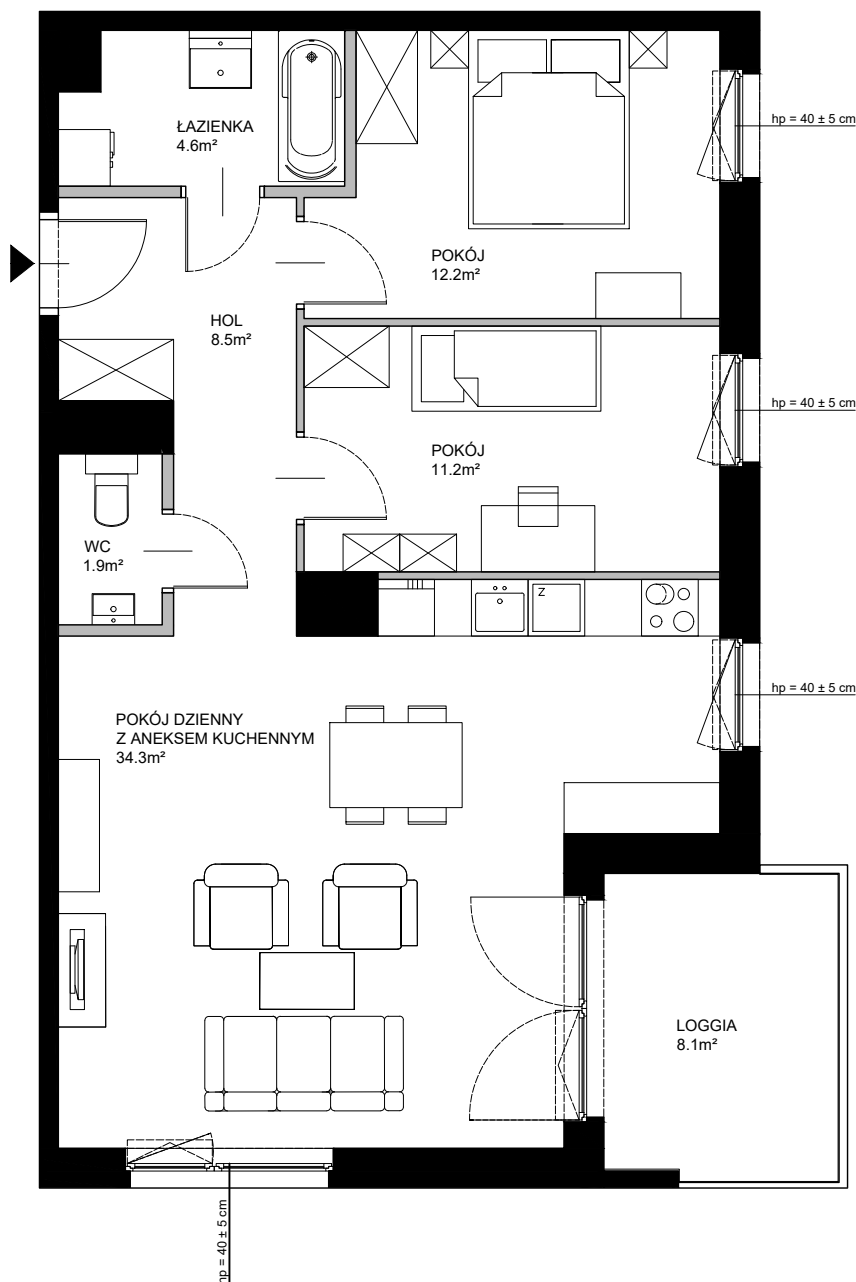 ŁAZIENKA
4.6m²
hp = 40 ± 5 cm
POKÓJ
12.2m²
HOL
8.5m²
hp = 40 ± 5 cm
POKÓJ
11.2m²
WC
1.9m²
Z
hp = 40 ± 5 cm
POKÓJ DZIENNY
Z ANEKSEM KUCHENNYM
34.3m²
LOGGIA
8.1m²
hp = 40 ± 5 cm